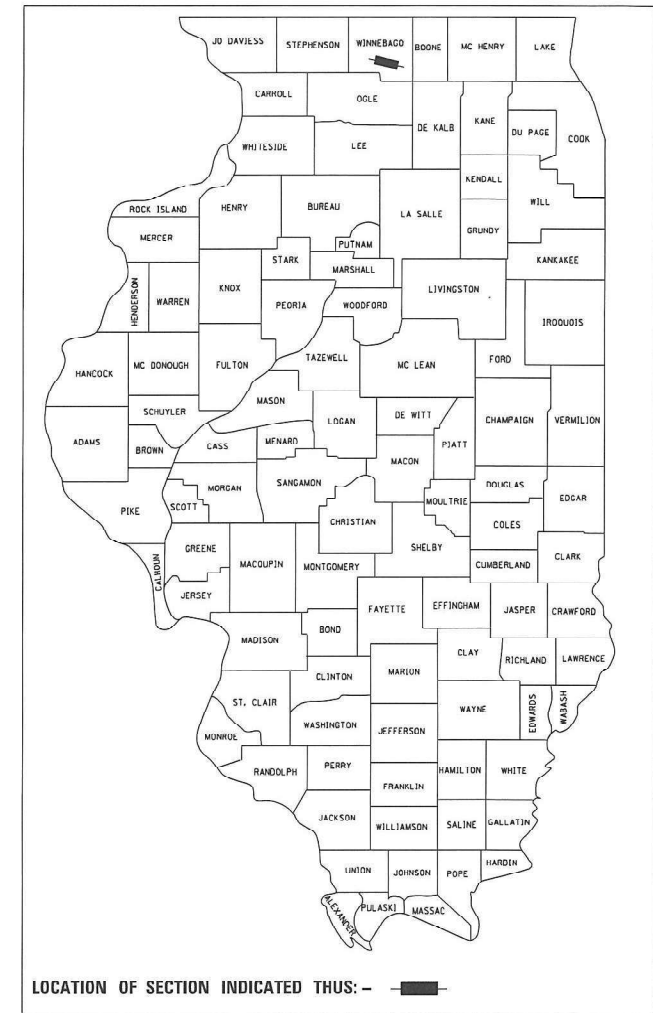 JO DAVIESS STEPHENSON WINNEBAGO BOONE MC HENRY LAKE
CARROLL OGLE DE KALB KANE DU PAGE COOK
WHITESIDE LEE
KENDALL
ROCK ISLAND HENRY BUREAU LA SALLE WILL
MERCER PUTNAM GRUNDY
STARK MARSHALL KANKAKEE
HENDERSON WARREN KNOX PEORIA WOODFORD LIVINGSTON
IROQUOIS
HANCOCK MC DONOUGH FULTON TAZEWELL MC LEAN FORD
MASON
SCHUYLER LOGAN DE WITT CHAMPAIGN VERMILION
ADAMS BROWN CASS MENARD PIATT
MACON
PIKE SCOTT MORGAN SANGAMON MOULTRIE DOUGLAS EDGAR
CHRISTIAN COLES
CALHOUN GREENE MACOUPIN MONTGOMERY SHELBY CUMBERLAND CLARK
JERSEY
FAYETTE EFFINGHAM JASPER CRAWFORD
MADISON BOND
CLAY RICHLAND LAWRENCE
CLINTON MARION
ST. CLAIR WAYNE EDWARDS WABASH
MONROE WASHINGTON JEFFERSON
RANDOLPH PERRY HAMILTON WHITE
FRANKLIN
JACKSON WILLIAMSON SALINE GALLATIN
UNION JOHNSON POPE HARDIN
ALEXANDER PULASKI MASSAC
LOCATION OF SECTION INDICATED THUS: –